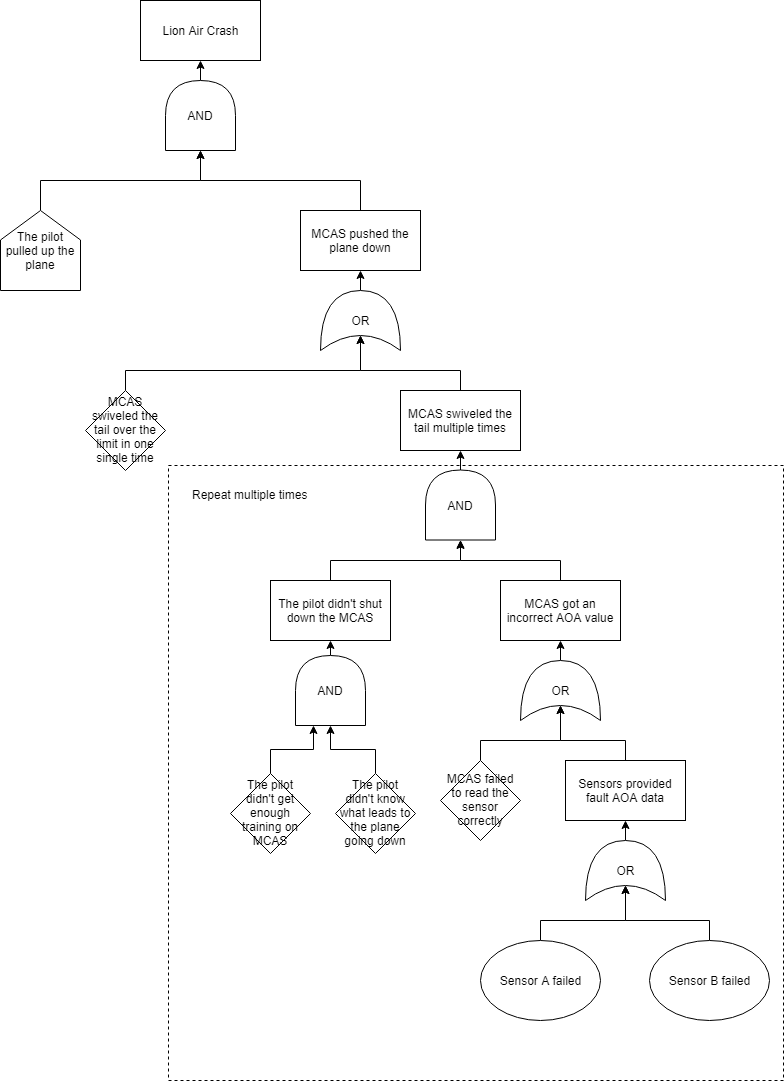 Lion Air Crash
AND
The pilot
pulled up the
plane
MCAS pushed the
plane down
OR
MCAS
swiveled the
tail over the
limit in one
single time
MCAS swiveled the
tail multiple times
Repeat multiple times
AND
The pilot didn't shut
down the MCAS
MCAS got an
incorrect AOA value
AND
OR
The pilot
didn't get
enough
training on
MCAS
The pilot
didn't know
what leads to
the plane
going down
MCAS failed
to read the
sensor
correctly
Sensors provided
fault AOA data
OR
Sensor A failed
Sensor B failed